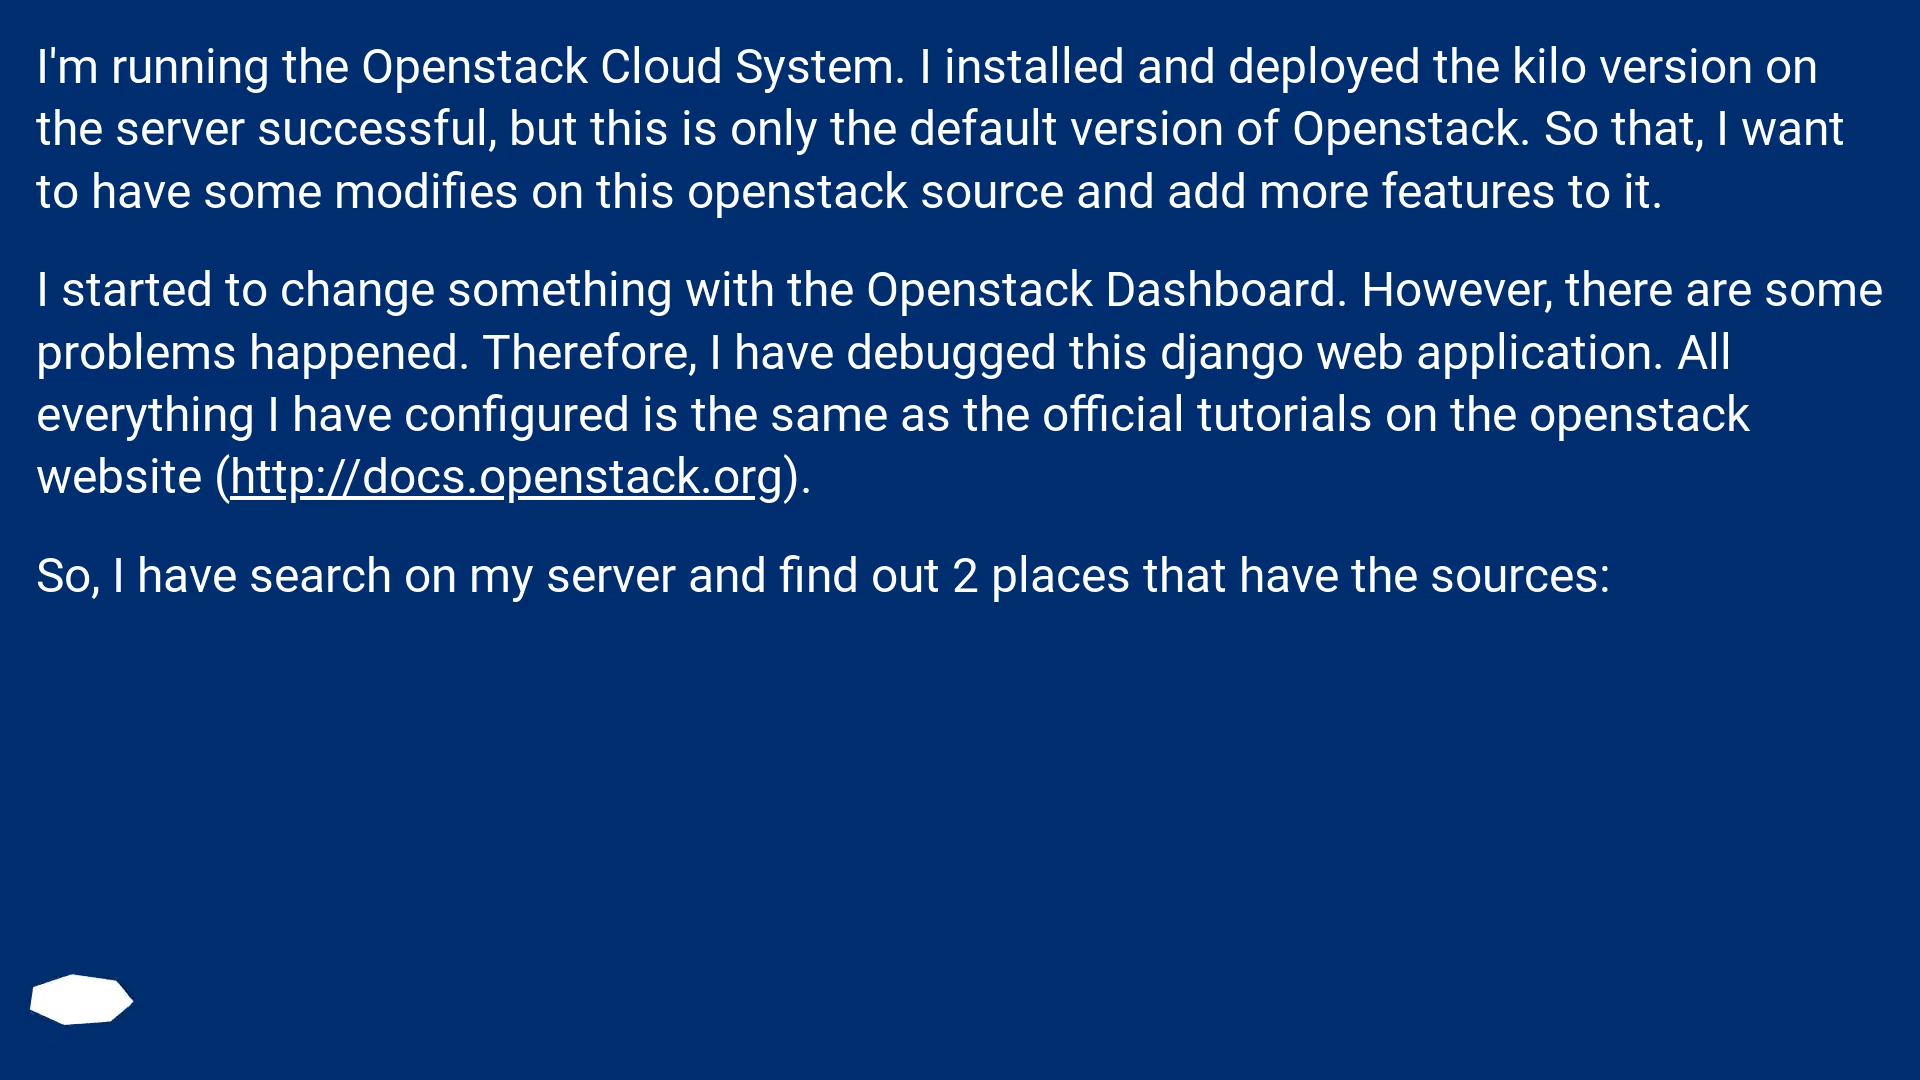 I'm running the Openstack Cloud System. I installed and deployed the kilo version on
the server successful, but this is only the default version of Openstack. So that, I want
to have some modifies on this openstack source and add more features to it.
I started to change something with the Openstack Dashboard. However, there are some
problems happened. Therefore, I have debugged this django web application. All
everything I have configured is the same as the official tutorials on the openstack
website (http://docs.openstack.org).
So, I have search on my server and find out 2 places that have the sources: